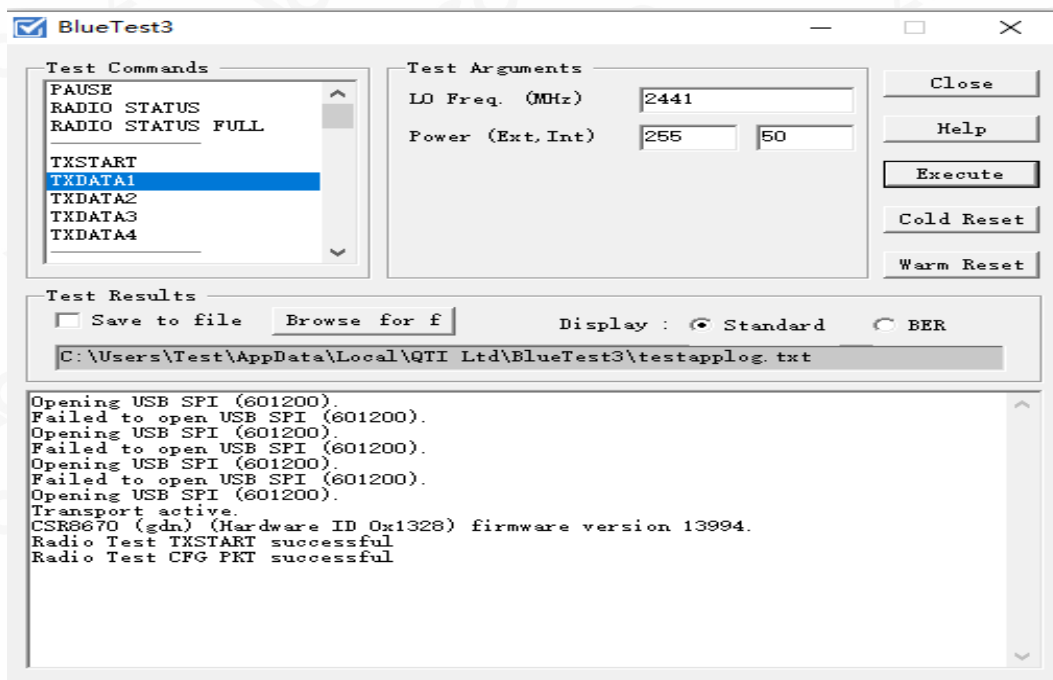 BlueTest3
Test Commands
PAUSE
RADIO STATUS
RADIO STATUS FULL
TXSTART
TXDATA1
TXDATA2
TXDATA3
TXDATA4
Test Arguments
LO Freq. (MHz) 2441
Power (Ext,Int) 255 50
Close
Help
Execute
Cold Reset
Warm Reset
Test Results
Save to file Browse for f Display : Standard BER
C:\Users\Test\AppData\Local\QTI Ltd\BlueTest3\testapplog.txt
Opening USB SPI (601200).
Failed to open USB SPI (601200).
Opening USB SPI (601200).
Failed to open USB SPI (601200).
Opening USB SPI (601200).
Failed to open USB SPI (601200).
Opening USB SPI (601200).
Transport active.
CSR8670 (gdn) (Hardware ID 0x1328) firmware version 13994.
Radio Test TXSTART successful
Radio Test CFG PKT successful